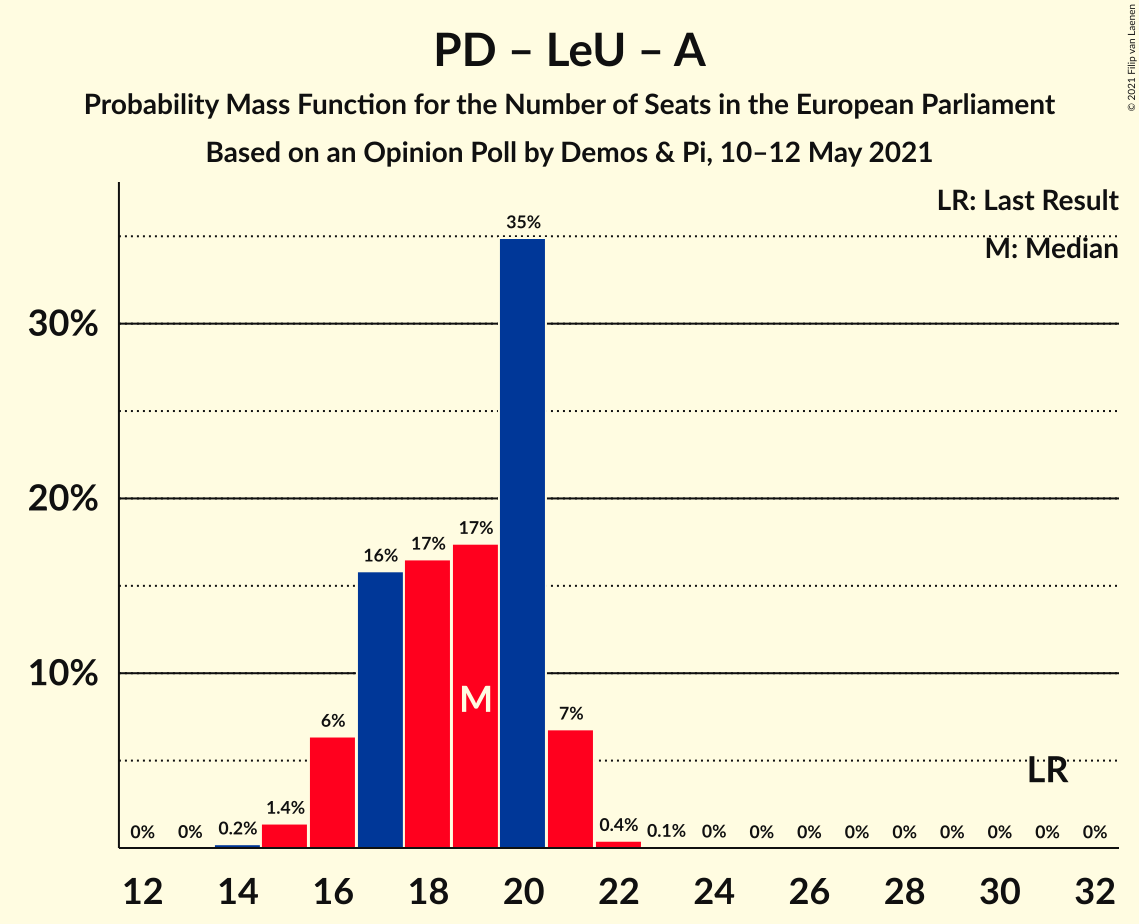 PD – LeU – A
Probability Mass Function for the Number of Seats in the European Parliament
Based on an Opinion Poll by Demos & Pi, 10–12 May 2021
© 2021 Filip van Laenen
LR: Last Result
M: Median
35%
30%
20%
10%
0% 0% 0.2% 1.4% 6% 16% 17% 17% 7% 0.4% 0.1% 0% 0% 0% 0% 0% 0% 0% 0% 0%
M
LR
12 14 16 18 20 22 24 26 28 30 32